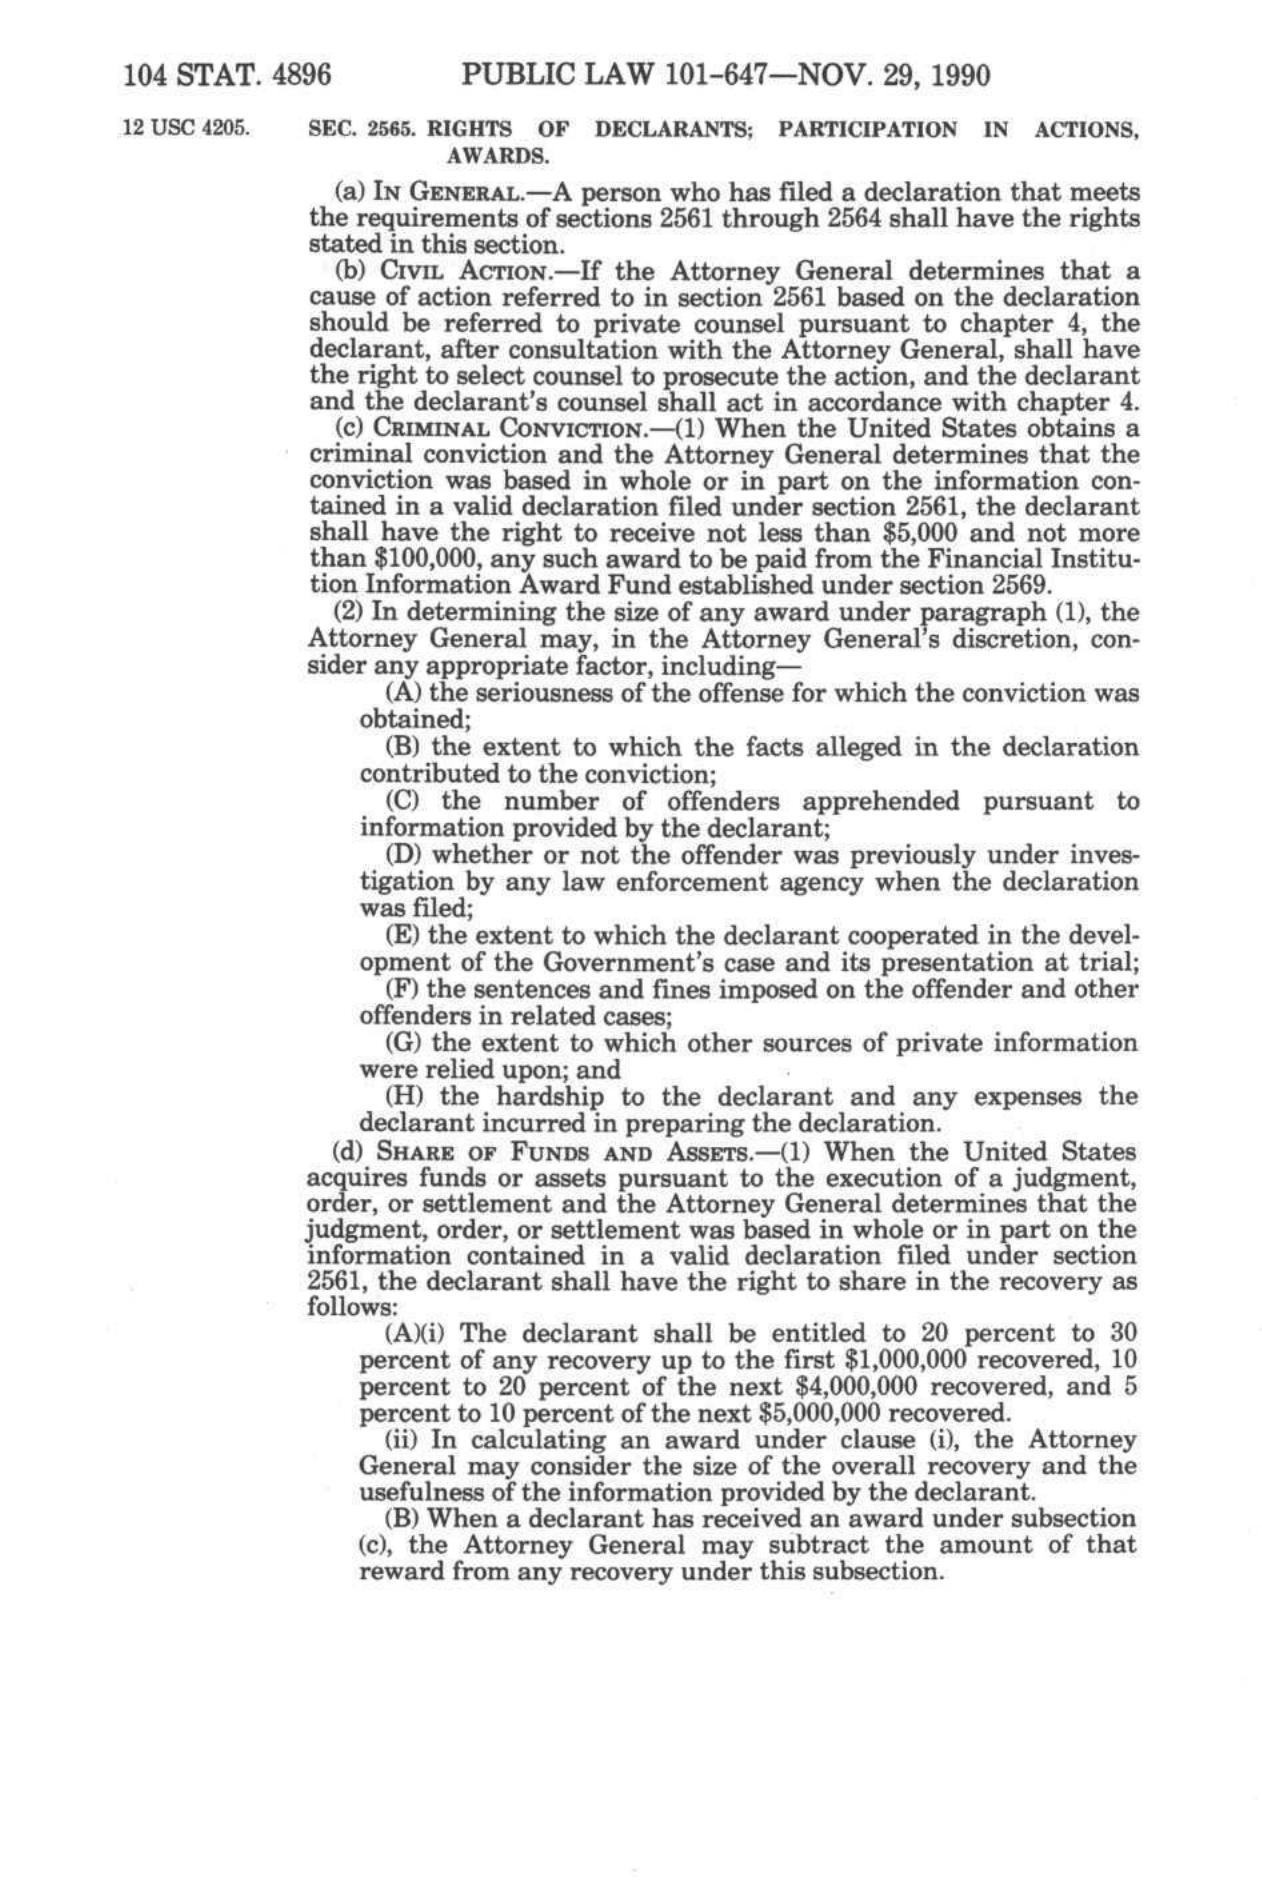 104 STAT. 4896 PUBLIC LAW 101-647—NOV. 29, 1990
12 USC 4205. SEC. 2565. RIGHTS OF DECLARANTS; PARTICIPATION IN ACTIONS,
AWARDS.
(a) IN GENERAL.—A person who has filed a declaration that meets
the requirements of sections 2561 through 2564 shall have the rights
stated in this section.
(b) CIVIL ACTION.—If the Attorney General determines that a
cause of action referred to in section 2561 based on the declaration
should be referred to private counsel pursuant to chapter 4, the
declarant, after consultation with the Attorney General, shall have
the right to select counsel to prosecute the action, and the declarant
and the declarant's counsel shall act in accordance with chapter 4.
(c) CRIMINAL CONVICTION.—(1) When the United States obtains a
criminal conviction and the Attorney General determines that the
conviction was based in whole or in part on the information con-
tained in a valid declaration filed under section 2561, the declarant
shall have the right to receive not less than $5,000 and not more
than $100,000, any such award to be paid from the Financial Institu-
tion Information Award Fund established under section 2569.
(2) In determining the size of any award under paragraph (1), the
Attorney General may, in the Attorney General's discretion, con-
sider any appropriate factor, including—
(A) the seriousness of the offense for which the conviction was
obtained;
(B) the extent to which the facts alleged in the declaration
contributed to the conviction;
(C) the number of offenders apprehended pursuant to
information provided by the declarant;
(D) whether or not the offender was previously under inves-
tigation by any law enforcement agency when the declaration
was filed;
(E) the extent to which the declarant cooperated in the devel-
opment of the Government's case and its presentation at trial;
(F) the sentences and fines imposed on the offender and other
offenders in related cases;
(G) the extent to which other sources of private information
were relied upon; and
(H) the hardship to the declarant and any expenses the
declarant incurred in preparing the declaration.
(d) SHARE OF FUNDS AND ASSETS.—(1) When the United States
acquires funds or assets pursuant to the execution of a judgment,
order, or settlement and the Attorney General determines that the
judgment, order, or settlement was based in whole or in part on the
information contained in a valid declaration filed under section
2561, the declarant shall have the right to share in the recovery as
follows:
(A)(i) The declarant shall be entitled to 20 percent to 30
percent of any recovery up to the first $1,000,000 recovered, 10
percent to 20 percent of the next $4,000,000 recovered, and 5
percent to 10 percent of the next $5,000,000 recovered.
(ii) In calculating an award under clause (i), the Attorney
General may consider the size of the overall recovery and the
usefulness of the information provided by the declarant.
(B) When a declarant has received an award under subsection
(c), the Attorney General may subtract the amount of that
reward from any recovery under this subsection.